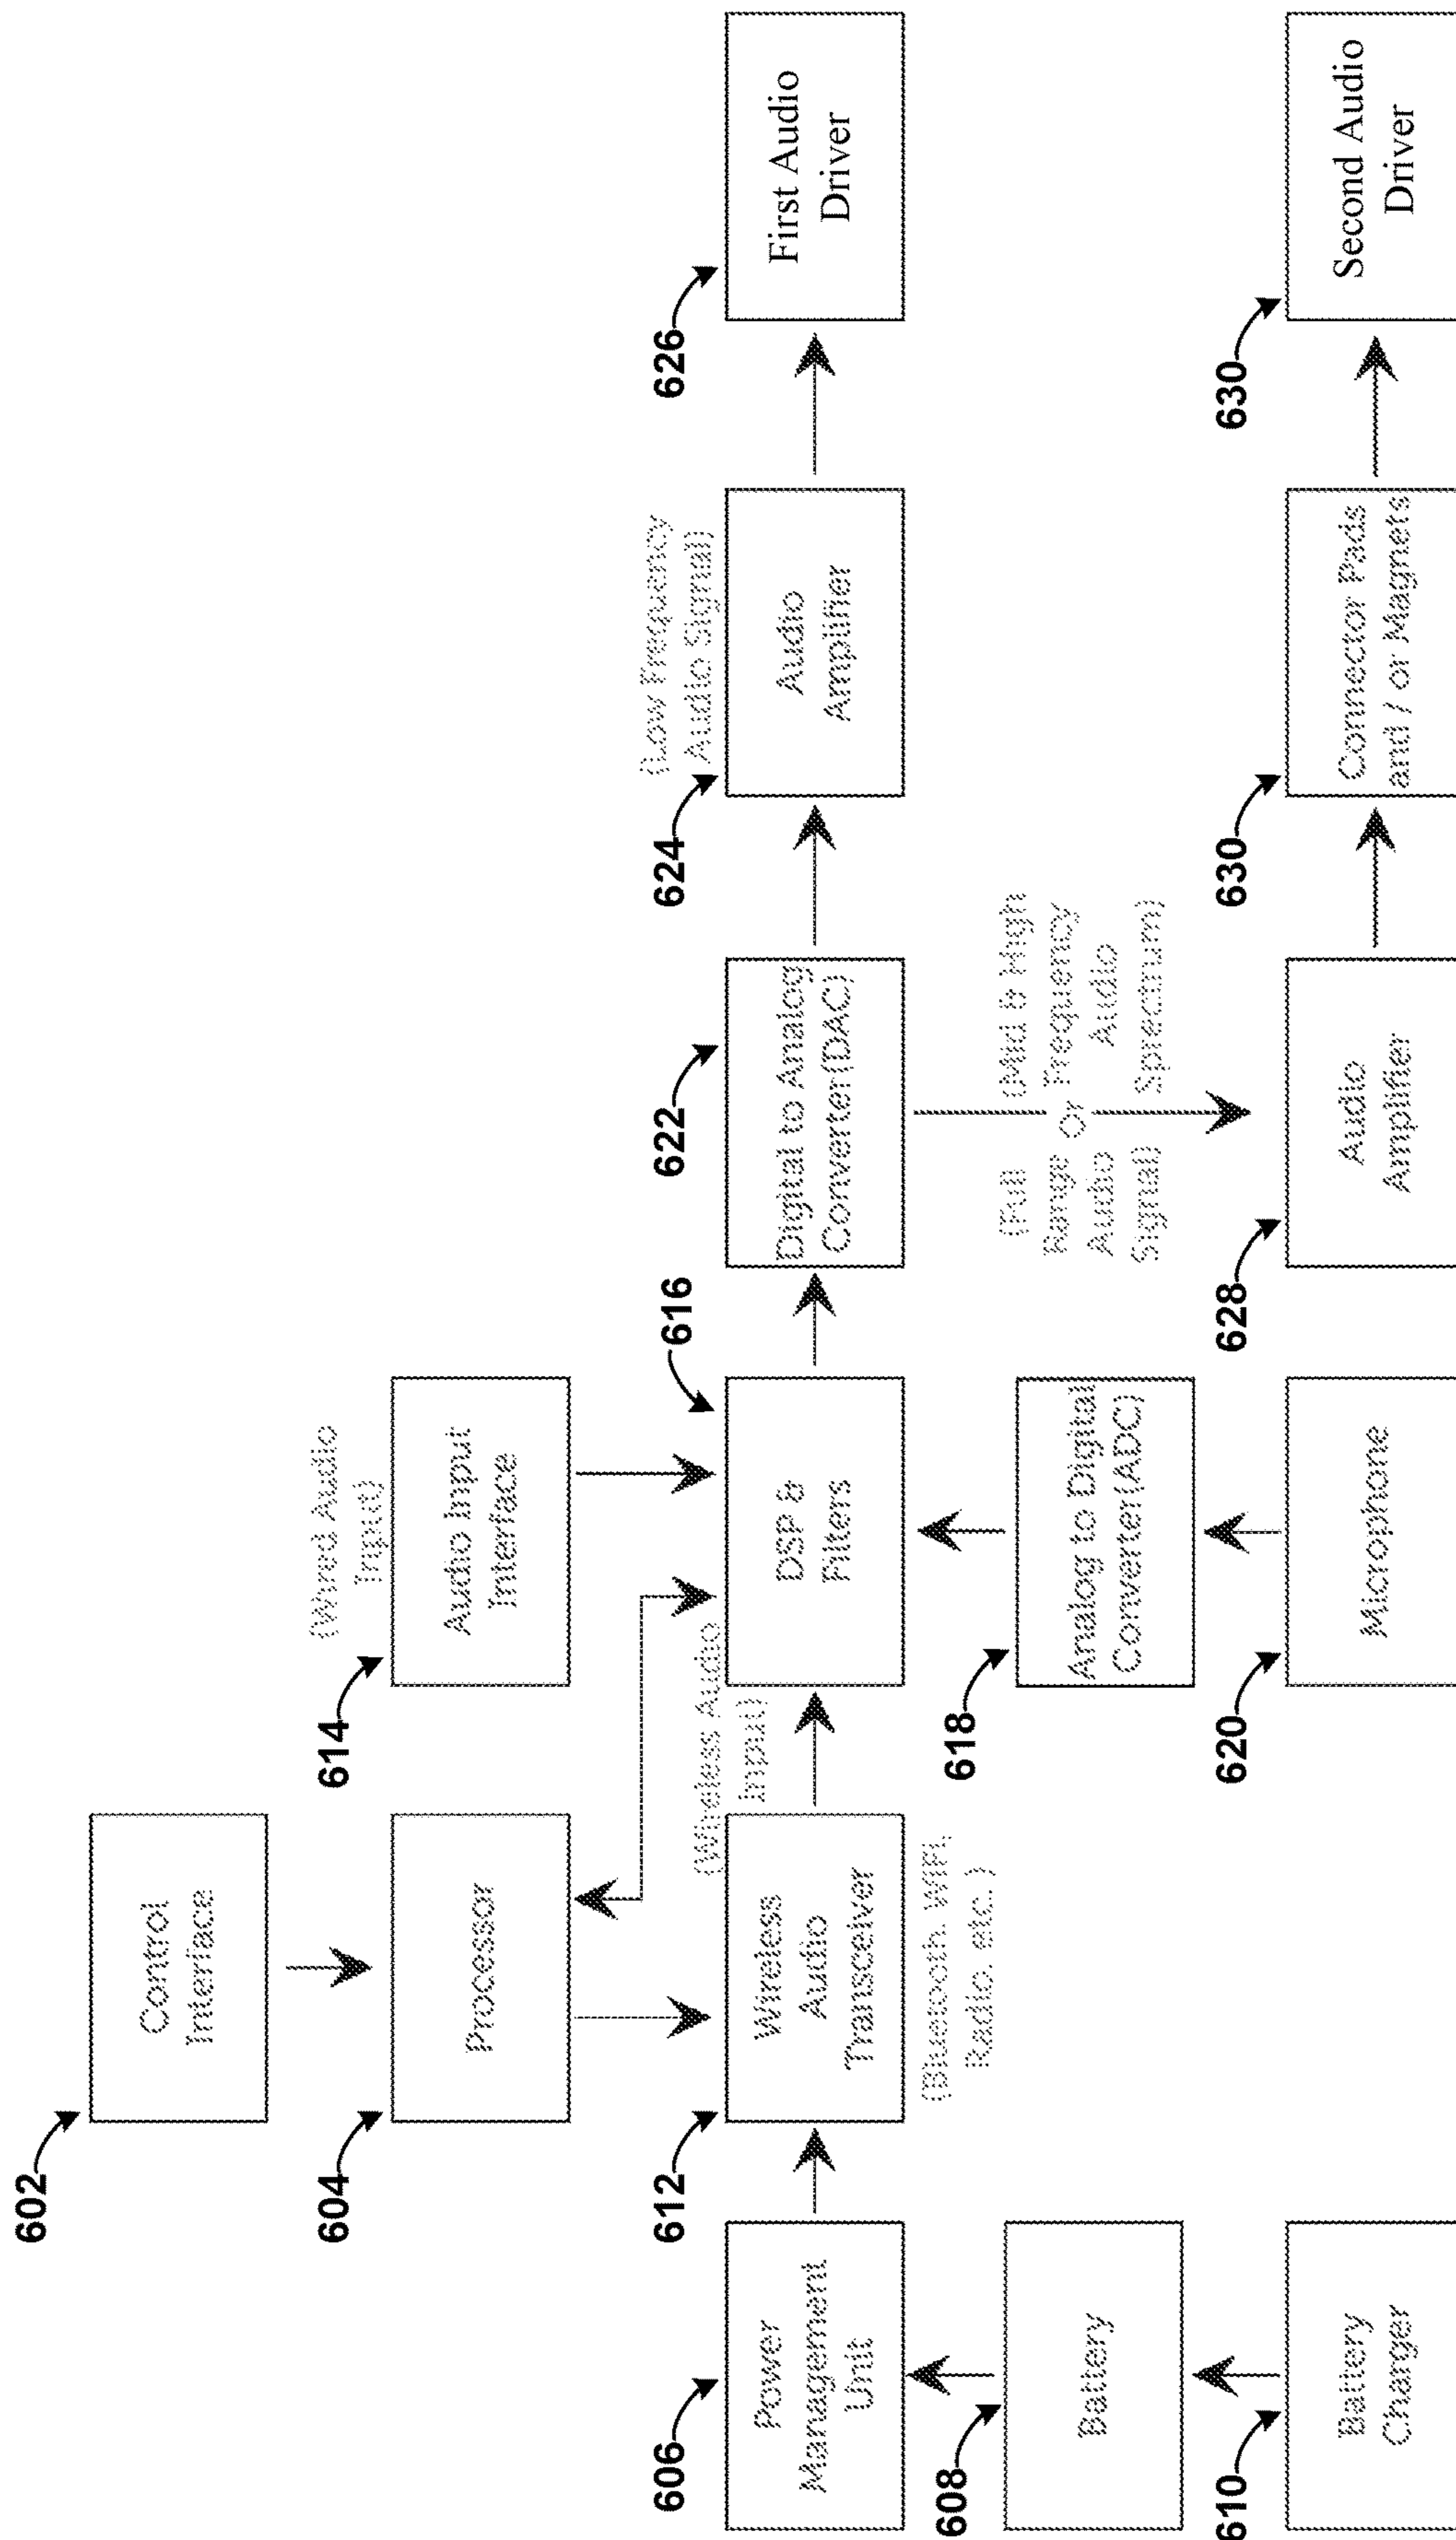 602
Control
Interface
604
Processor
614
(Wired Audio
Input)
Audio Input
Interface
606
Power
Management
Unit
612
Wireless
Audio
Transceiver
(Bluetooth. WiFi,
Radio. etc. )
(Wireless Audio
Input)
616
DSP &
Filters
622
Digital to Analog
Converter(DAC)
624
(Low Frequency
Audio Signal)
Audio
Amplifier
626
First Audio
Driver
608
Battery
618
Analog to Digital
Converter(ADC)
(Full
Range
Audio
Signal)
Or
(Mid & High
Frequency
Audio
Sprectrum)
610
Battery
Charger
620
Microphone
628
Audio
Amplifier
630
Connector Pads
and / or Magnets
630
Second Audio
Driver